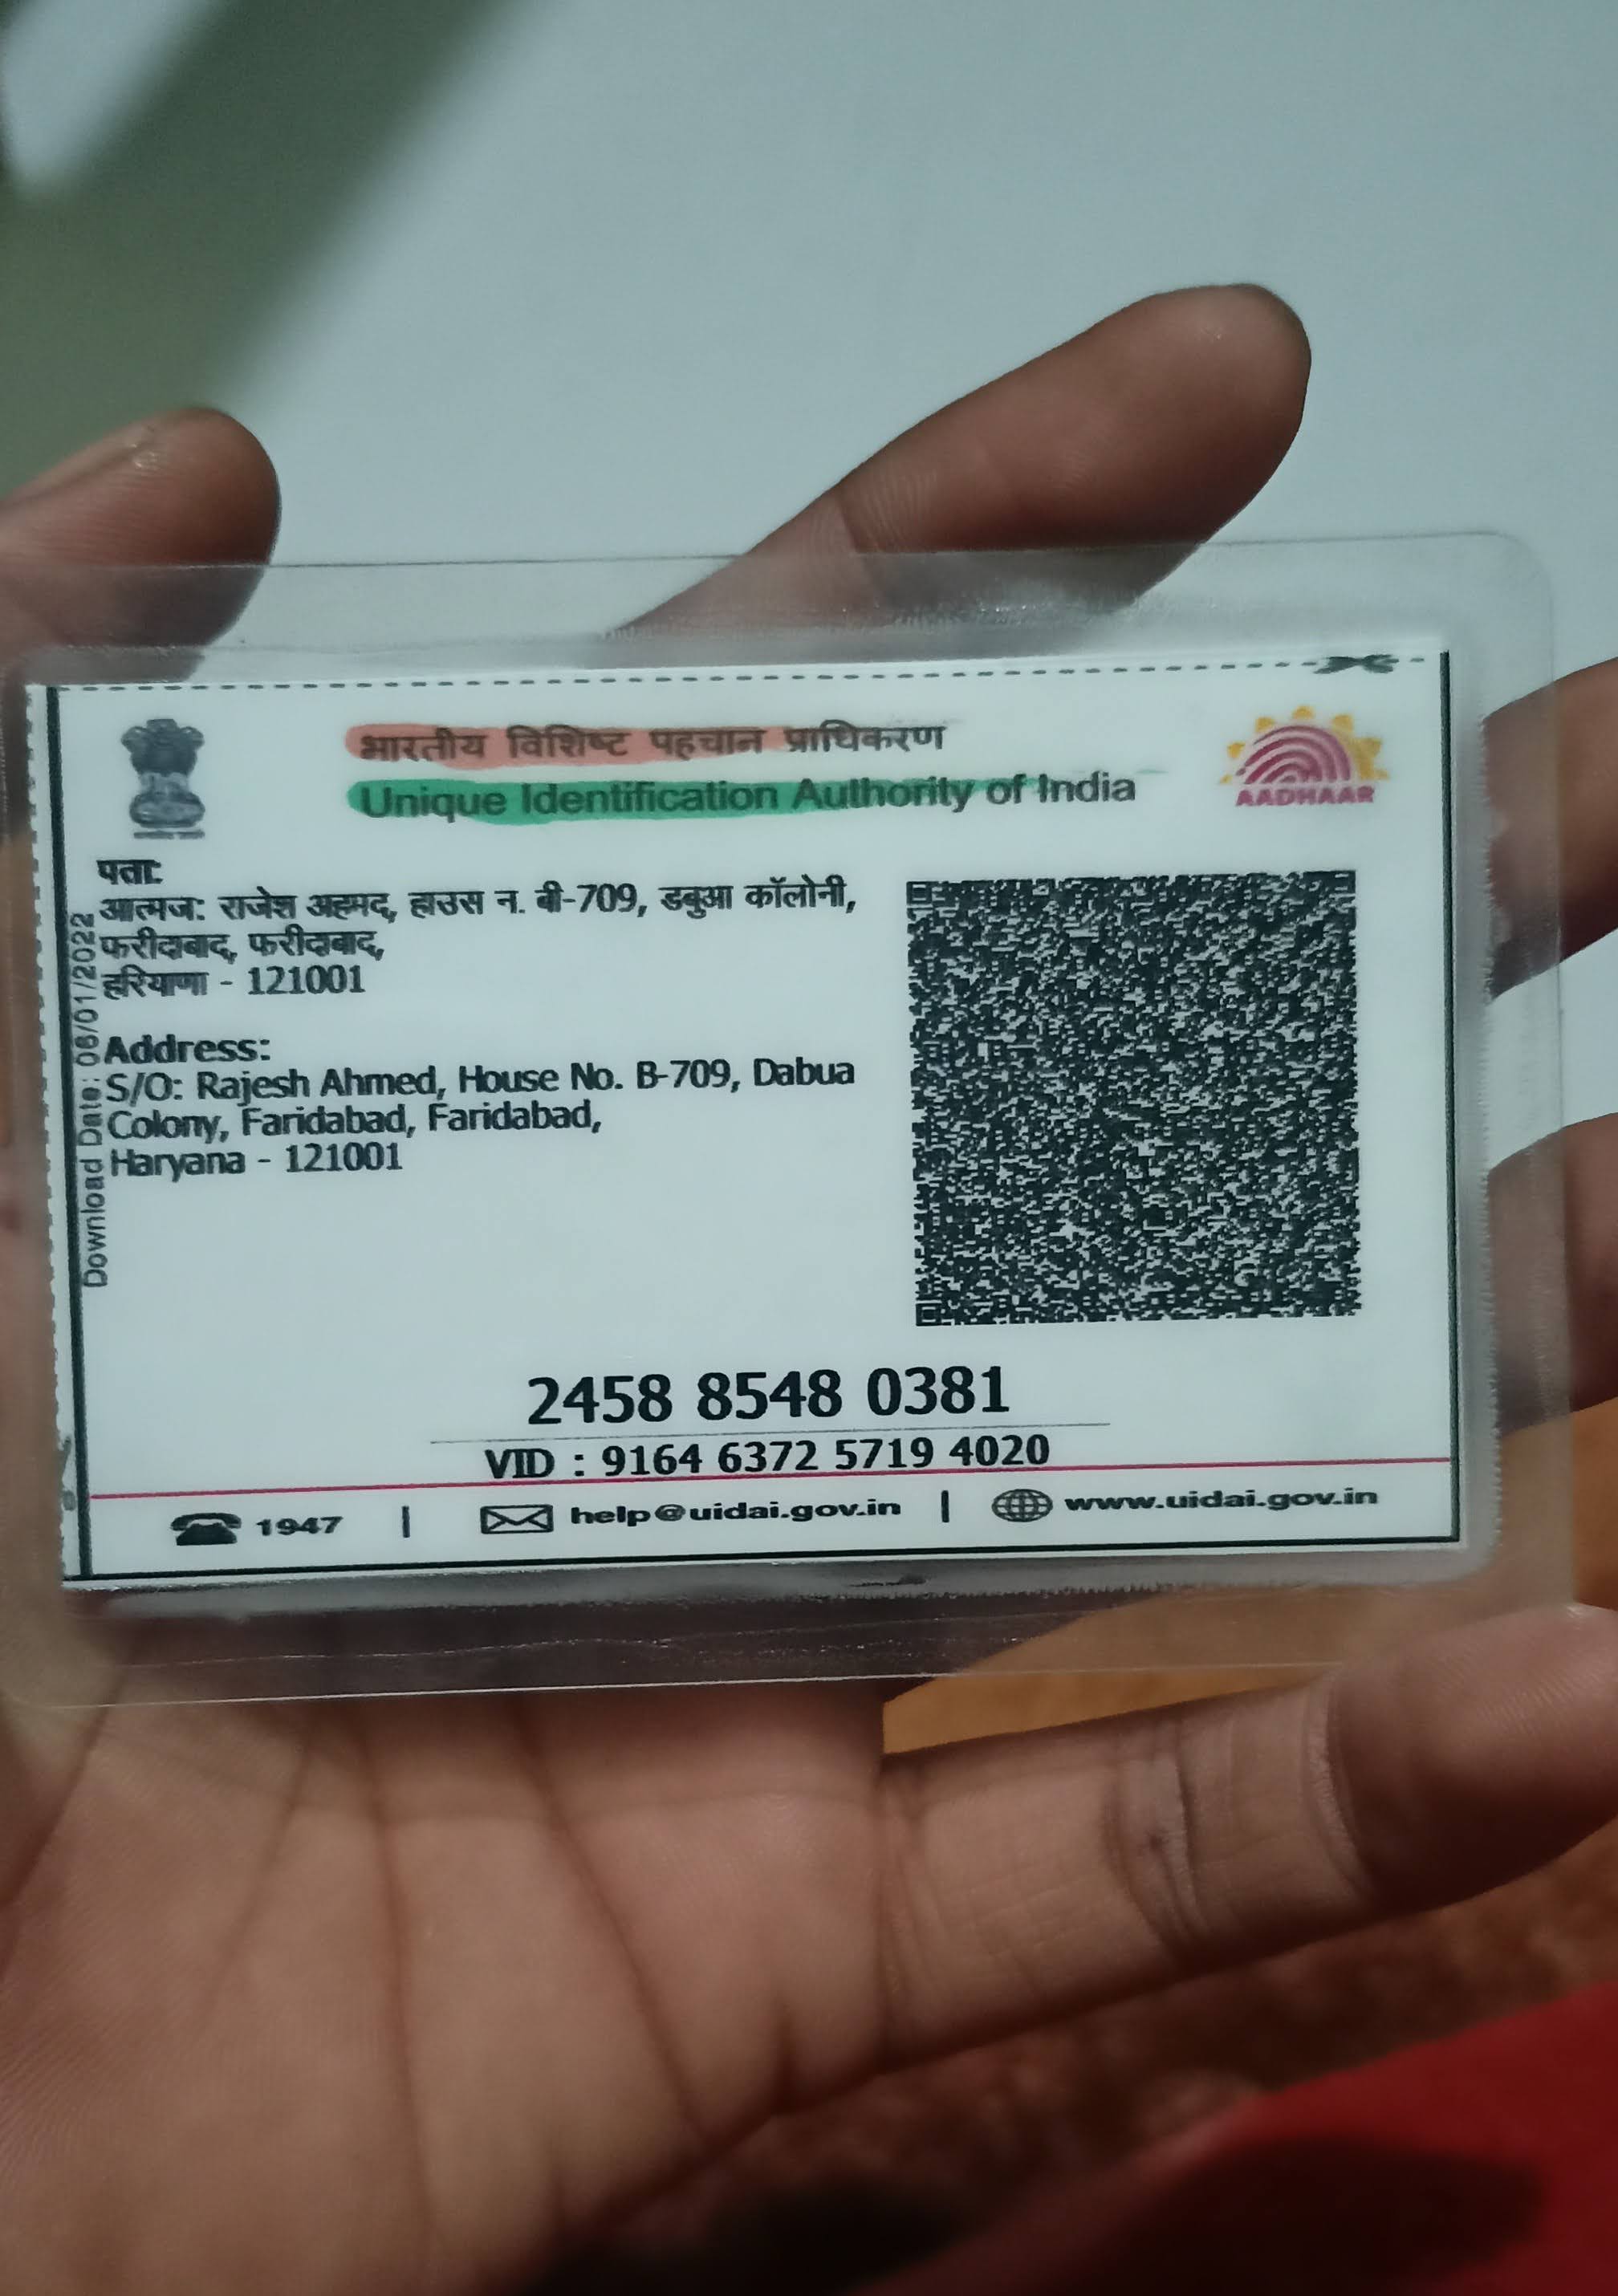 भारतीय विशिष्ट पहचान प्राधिकरण
Unique Identification Authority of India
AADHAAR
पता:
आत्मज: राजेश अहमद, हाउस न. बी-709, डबुआ कॉलोनी,
फरीदाबाद, फरीदाबाद,
हरियाणा - 121001
Address:
S/O: Rajesh Ahmed, House No. B-709, Dabua
Colony, Faridabad, Faridabad,
Haryana - 121001
Download Date: 08/01/2022
2458 8548 0381
VID : 9164 6372 5719 4020
1947 | help@uidai.gov.in | www.uidai.gov.in